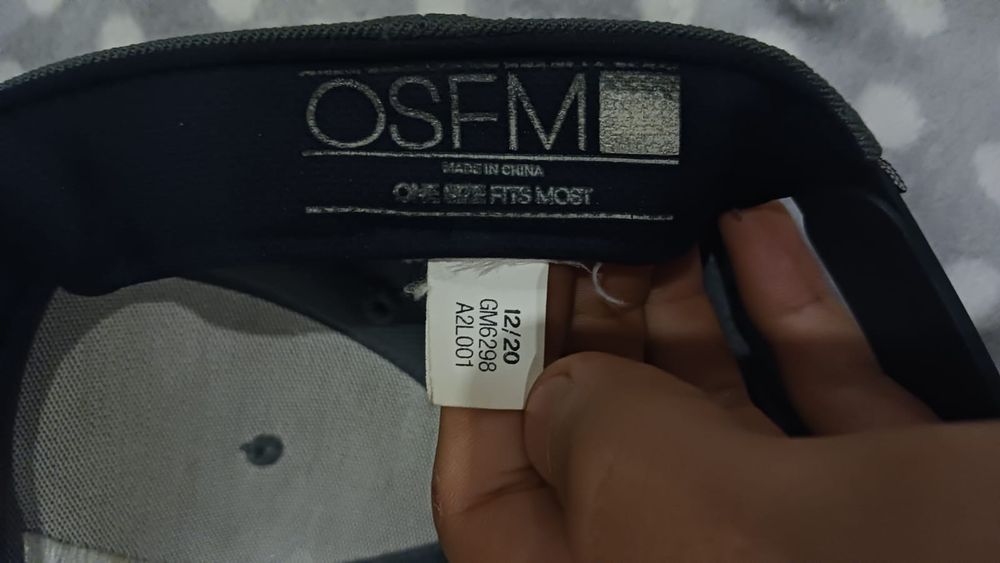 OSFM
MADE IN CHINA
ONE SIZE FITS MOST
12/20
GM6298
A2L001